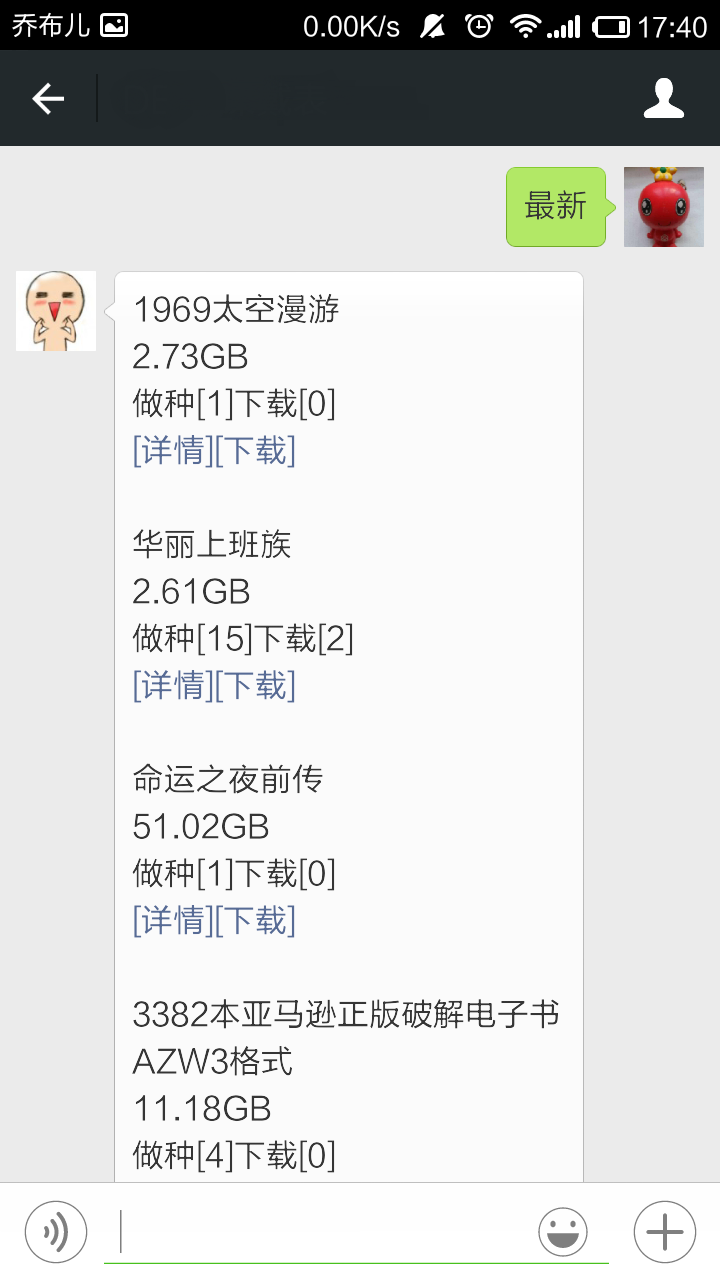 乔布儿
0.00K/s
17:40
最新
1969太空漫游
2.73GB
做种[1]下载[0]
[详情][下载]
华丽上班族
2.61GB
做种[15]下载[2]
[详情][下载]
命运之夜前传
51.02GB
做种[1]下载[0]
[详情][下载]
3382本亚马逊正版破解电子书
AZW3格式
11.18GB
做种[4]下载[0]